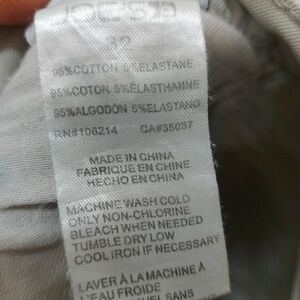 32
95%COTTON 5%ELASTANE
95%COTON 5%ELASTHANNE
95%ALGODÓN 5%ELASTANO
RN#106214 CA#35037
MADE IN CHINA
FABRIQUE EN CHINE
HECHO EN CHINA
MACHINE WASH COLD
ONLY NON-CHLORINE
BLEACH WHEN NEEDED
TUMBLE DRY LOW
COOL IRON IF NECESSARY
LAVER À LA MACHINE À
L'EAU FROIDE